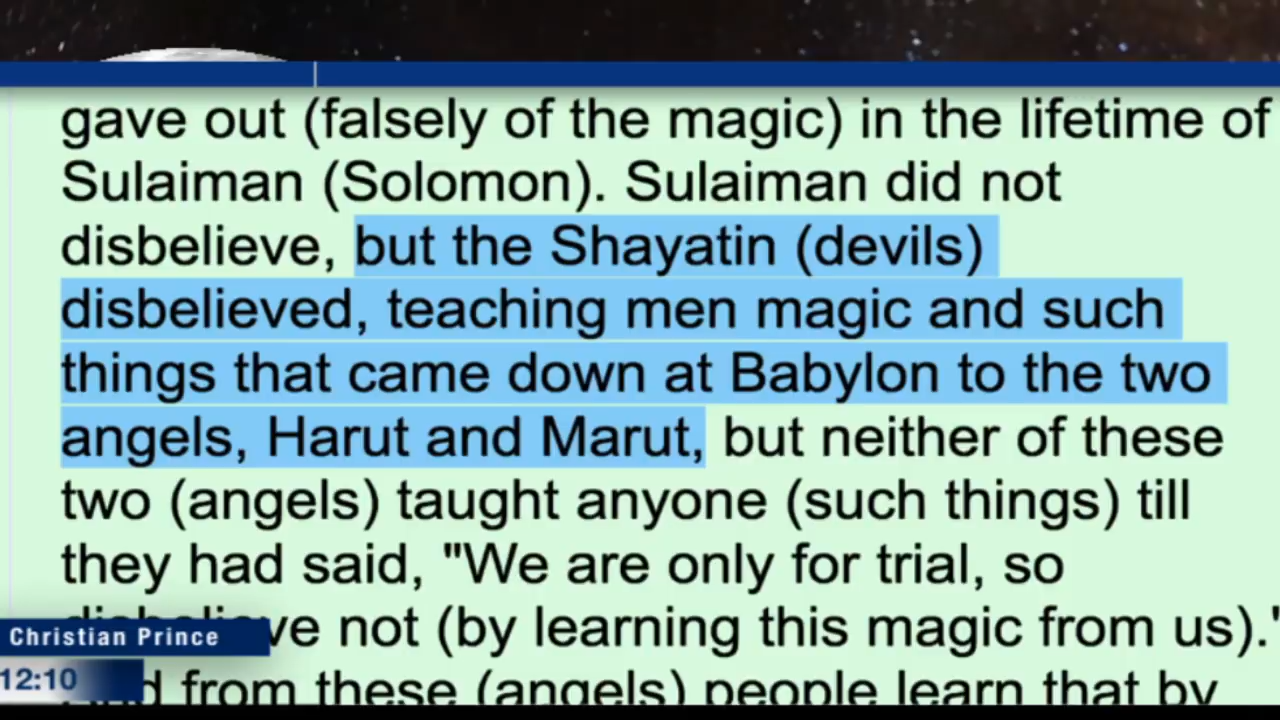 gave out (falsely of the magic) in the lifetime of
Sulaiman (Solomon). Sulaiman did not
disbelieve, but the Shayatin (devils)
disbelieved, teaching men magic and such
things that came down at Babylon to the two
angels, Harut and Marut, but neither of these
two (angels) taught anyone (such things) till
they had said, "We are only for trial, so
disbelieve not (by learning this magic from us)."
And from these (angels) people learn that by
Christian Prince
12:10